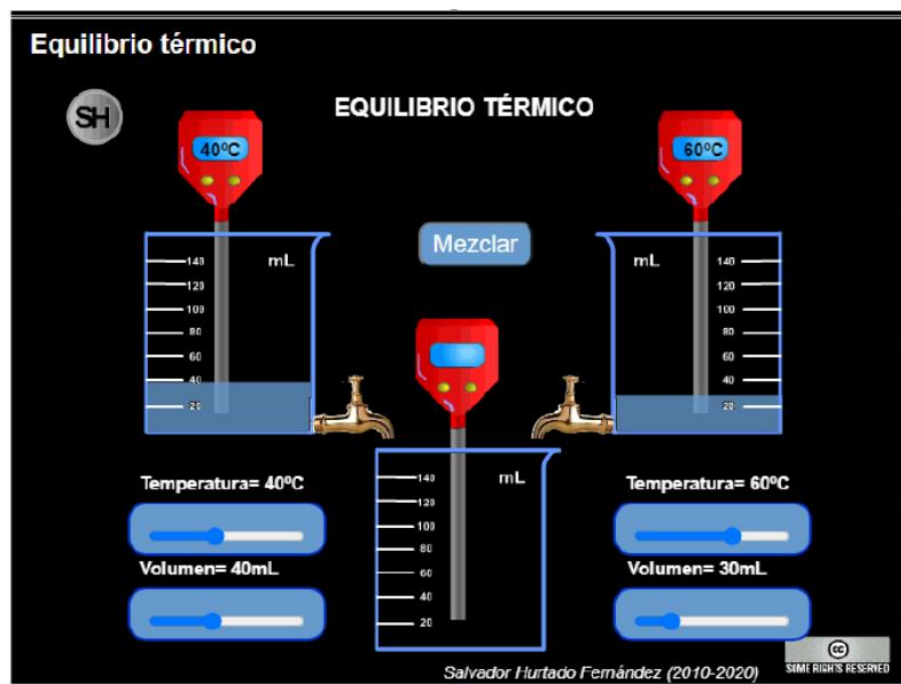 Equilibrio térmico
SH
EQUILIBRIO TÉRMICO
40ºC
60ºC
Mezclar
mL
140
120
100
80
60
40
20
mL
140
120
100
80
60
40
20
mL
140
120
100
80
60
40
20
Temperatura= 40ºC
Volumen= 40mL
Temperatura= 60ºC
Volumen= 30mL
Salvador Hurtado Fernández (2010-2020)
cc
SOME RIGHTS RESERVED